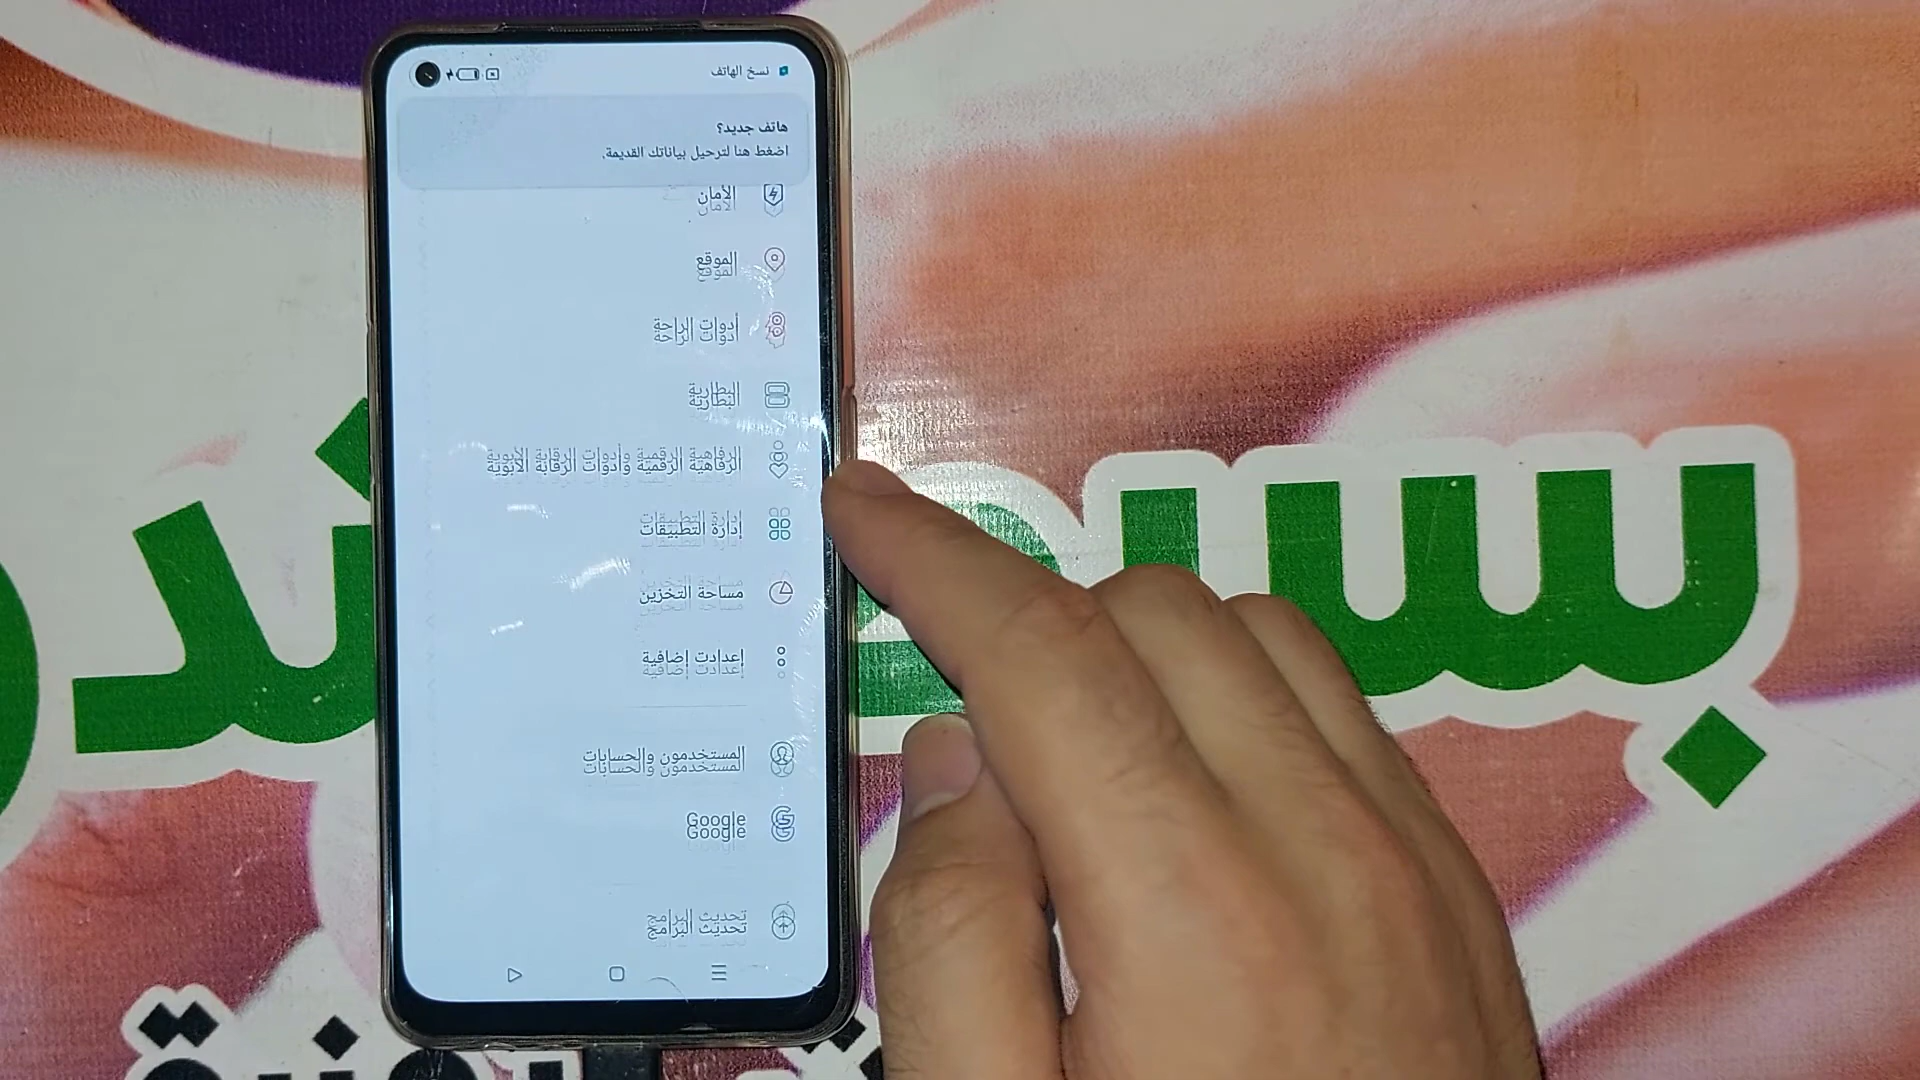 نسخ الهاتف
هاتف جديد؟
اضغط هنا لترحيل بياناتك القديمة.
الأمان
الموقع
أدوات الراحة
البطارية
الرفاهية الرقمية وأدوات الرقابة الأبوية
إدارة التطبيقات
مساحة التخزين
إعدادت إضافية
المستخدمون والحسابات
Google
تحديث البرامج